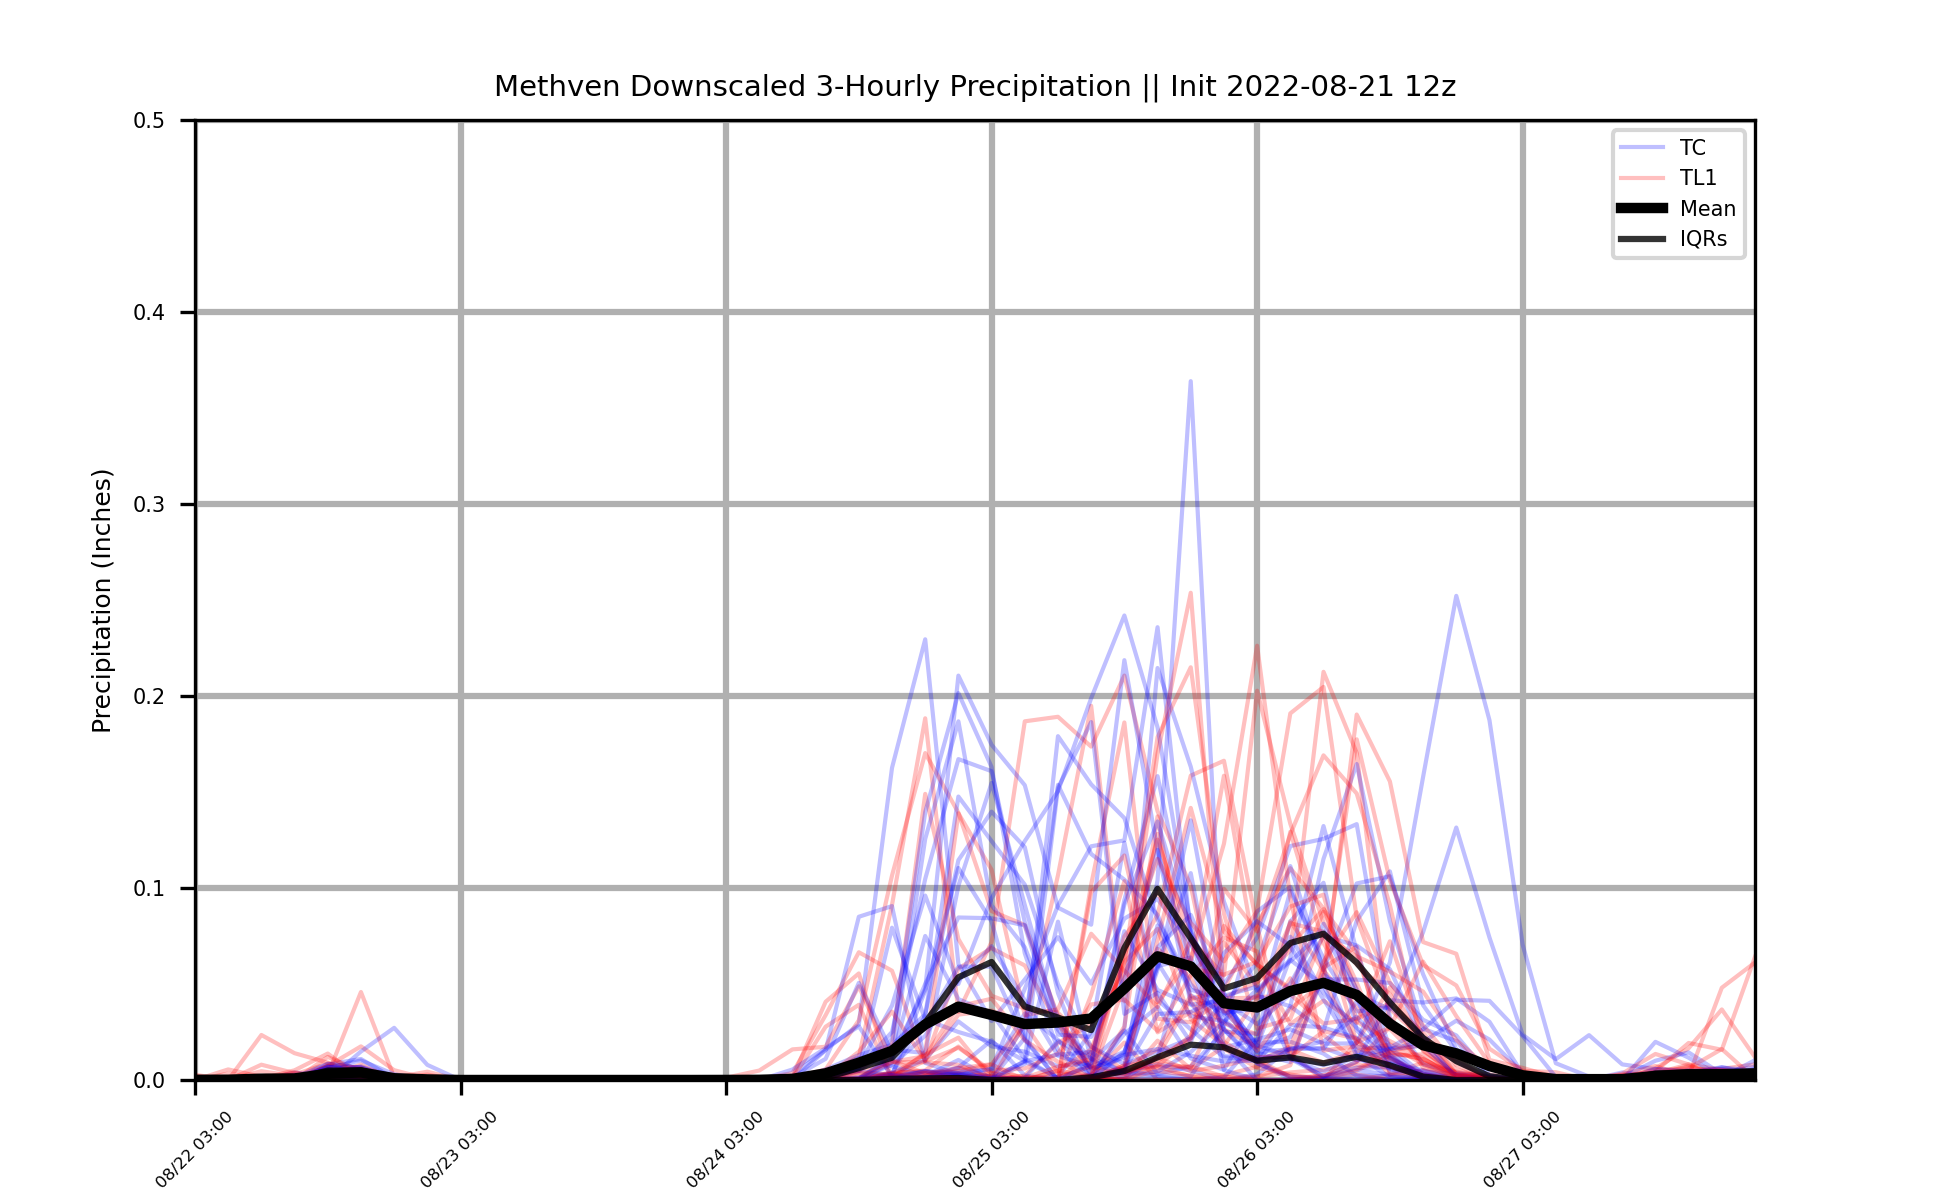 Methven Downscaled 3-Hourly Precipitation || Init 2022-08-21 12z
Precipitation (Inches)
0.5
0.4
0.3
0.2
0.1
0.0
TC
TL1
Mean
IQRs
08/22 03:00
08/23 03:00
08/24 03:00
08/25 03:00
08/26 03:00
08/27 03:00